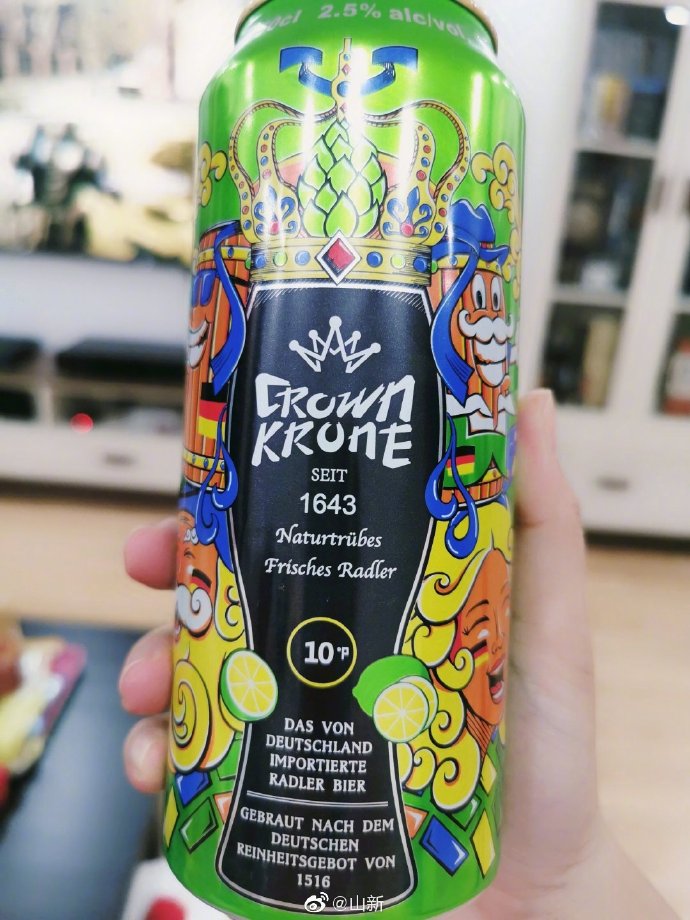 0cl 2.5% alc/vol.
CROWN
KRONE
SEIT
1643
Naturtrübes
Frisches Radler
10°P
DAS VON
DEUTSCHLAND
IMPORTIERTE
RADLER BIER
GEBRAUT NACH DEM
DEUTSCHEN
REINHEITSGEBOT VON
1516
@山新